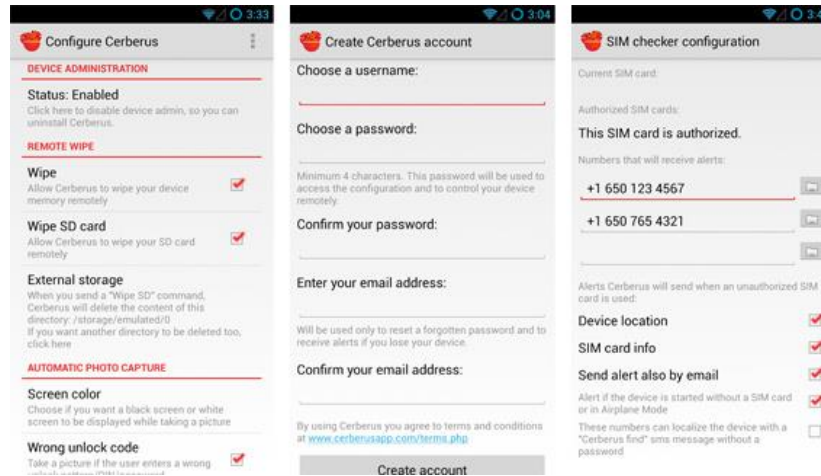 3:33
Configure Cerberus
DEVICE ADMINISTRATION
Status: Enabled
Click here to disable device admin, so you can
uninstall Cerberus.
REMOTE WIPE
Wipe
Allow Cerberus to wipe your device
memory remotely
Wipe SD card
Allow Cerberus to wipe your SD card
remotely
External storage
When you send a "Wipe SD" command,
Cerberus will delete the content of this
directory: /storage/emulated/0
If you want another directory to be deleted too,
click here
AUTOMATIC PHOTO CAPTURE
Screen color
Choose if you want a black screen or white
screen to be displayed while taking a picture
Wrong unlock code
Take a picture if the user enters a wrong
3:04
Create Cerberus account
Choose a username:
Choose a password:
Minimum 4 characters. This password will be used to
access the configuration and to control your device
remotely.
Confirm your password:
Enter your email address:
Will be used only to reset a forgotten password and to
receive alerts if you lose your device.
Confirm your email address:
By using Cerberus you agree to terms and conditions
at www.cerberusapp.com/terms.php
Create account
SIM checker configuration
Current SIM card:
Authorized SIM cards:
This SIM card is authorized.
Numbers that will receive alerts:
+1 650 123 4567
+1 650 765 4321
Alerts Cerberus will send when an unauthorized SIM
card is used:
Device location
SIM card info
Send alert also by email
Alert if the device is started without a SIM card
or in Airplane Mode
These numbers can localize the device with a
"Cerberus find" sms message without a
password